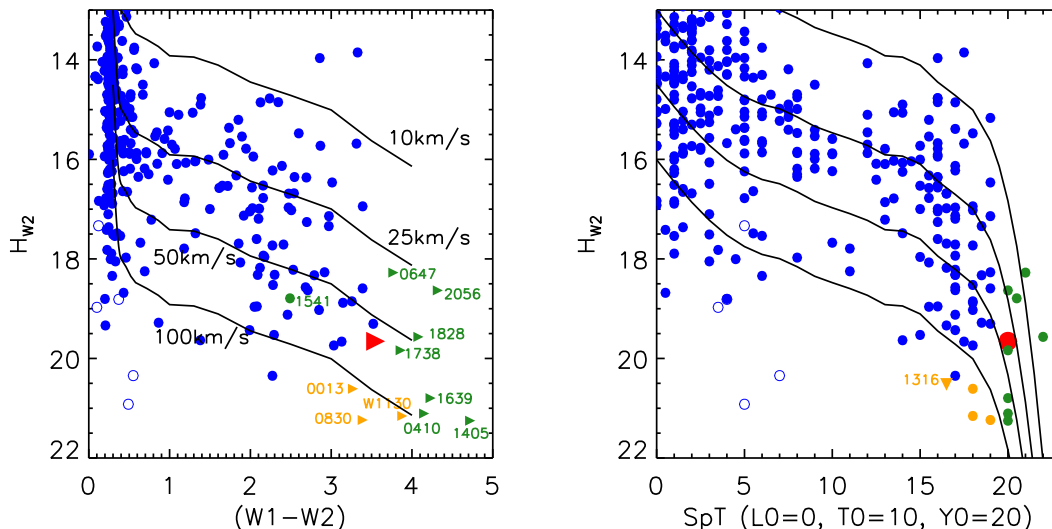 14
16
18
20
22
H_W2
10km/s
25km/s
50km/s
100km/s
0647
2056
1541
1828
1738
0013
W1130
1639
0830
0410
1405
0 1 2 3 4 5
(W1−W2)
14
16
18
20
22
H_W2
1316
0 5 10 15 20
SpT (L0=0, T0=10, Y0=20)